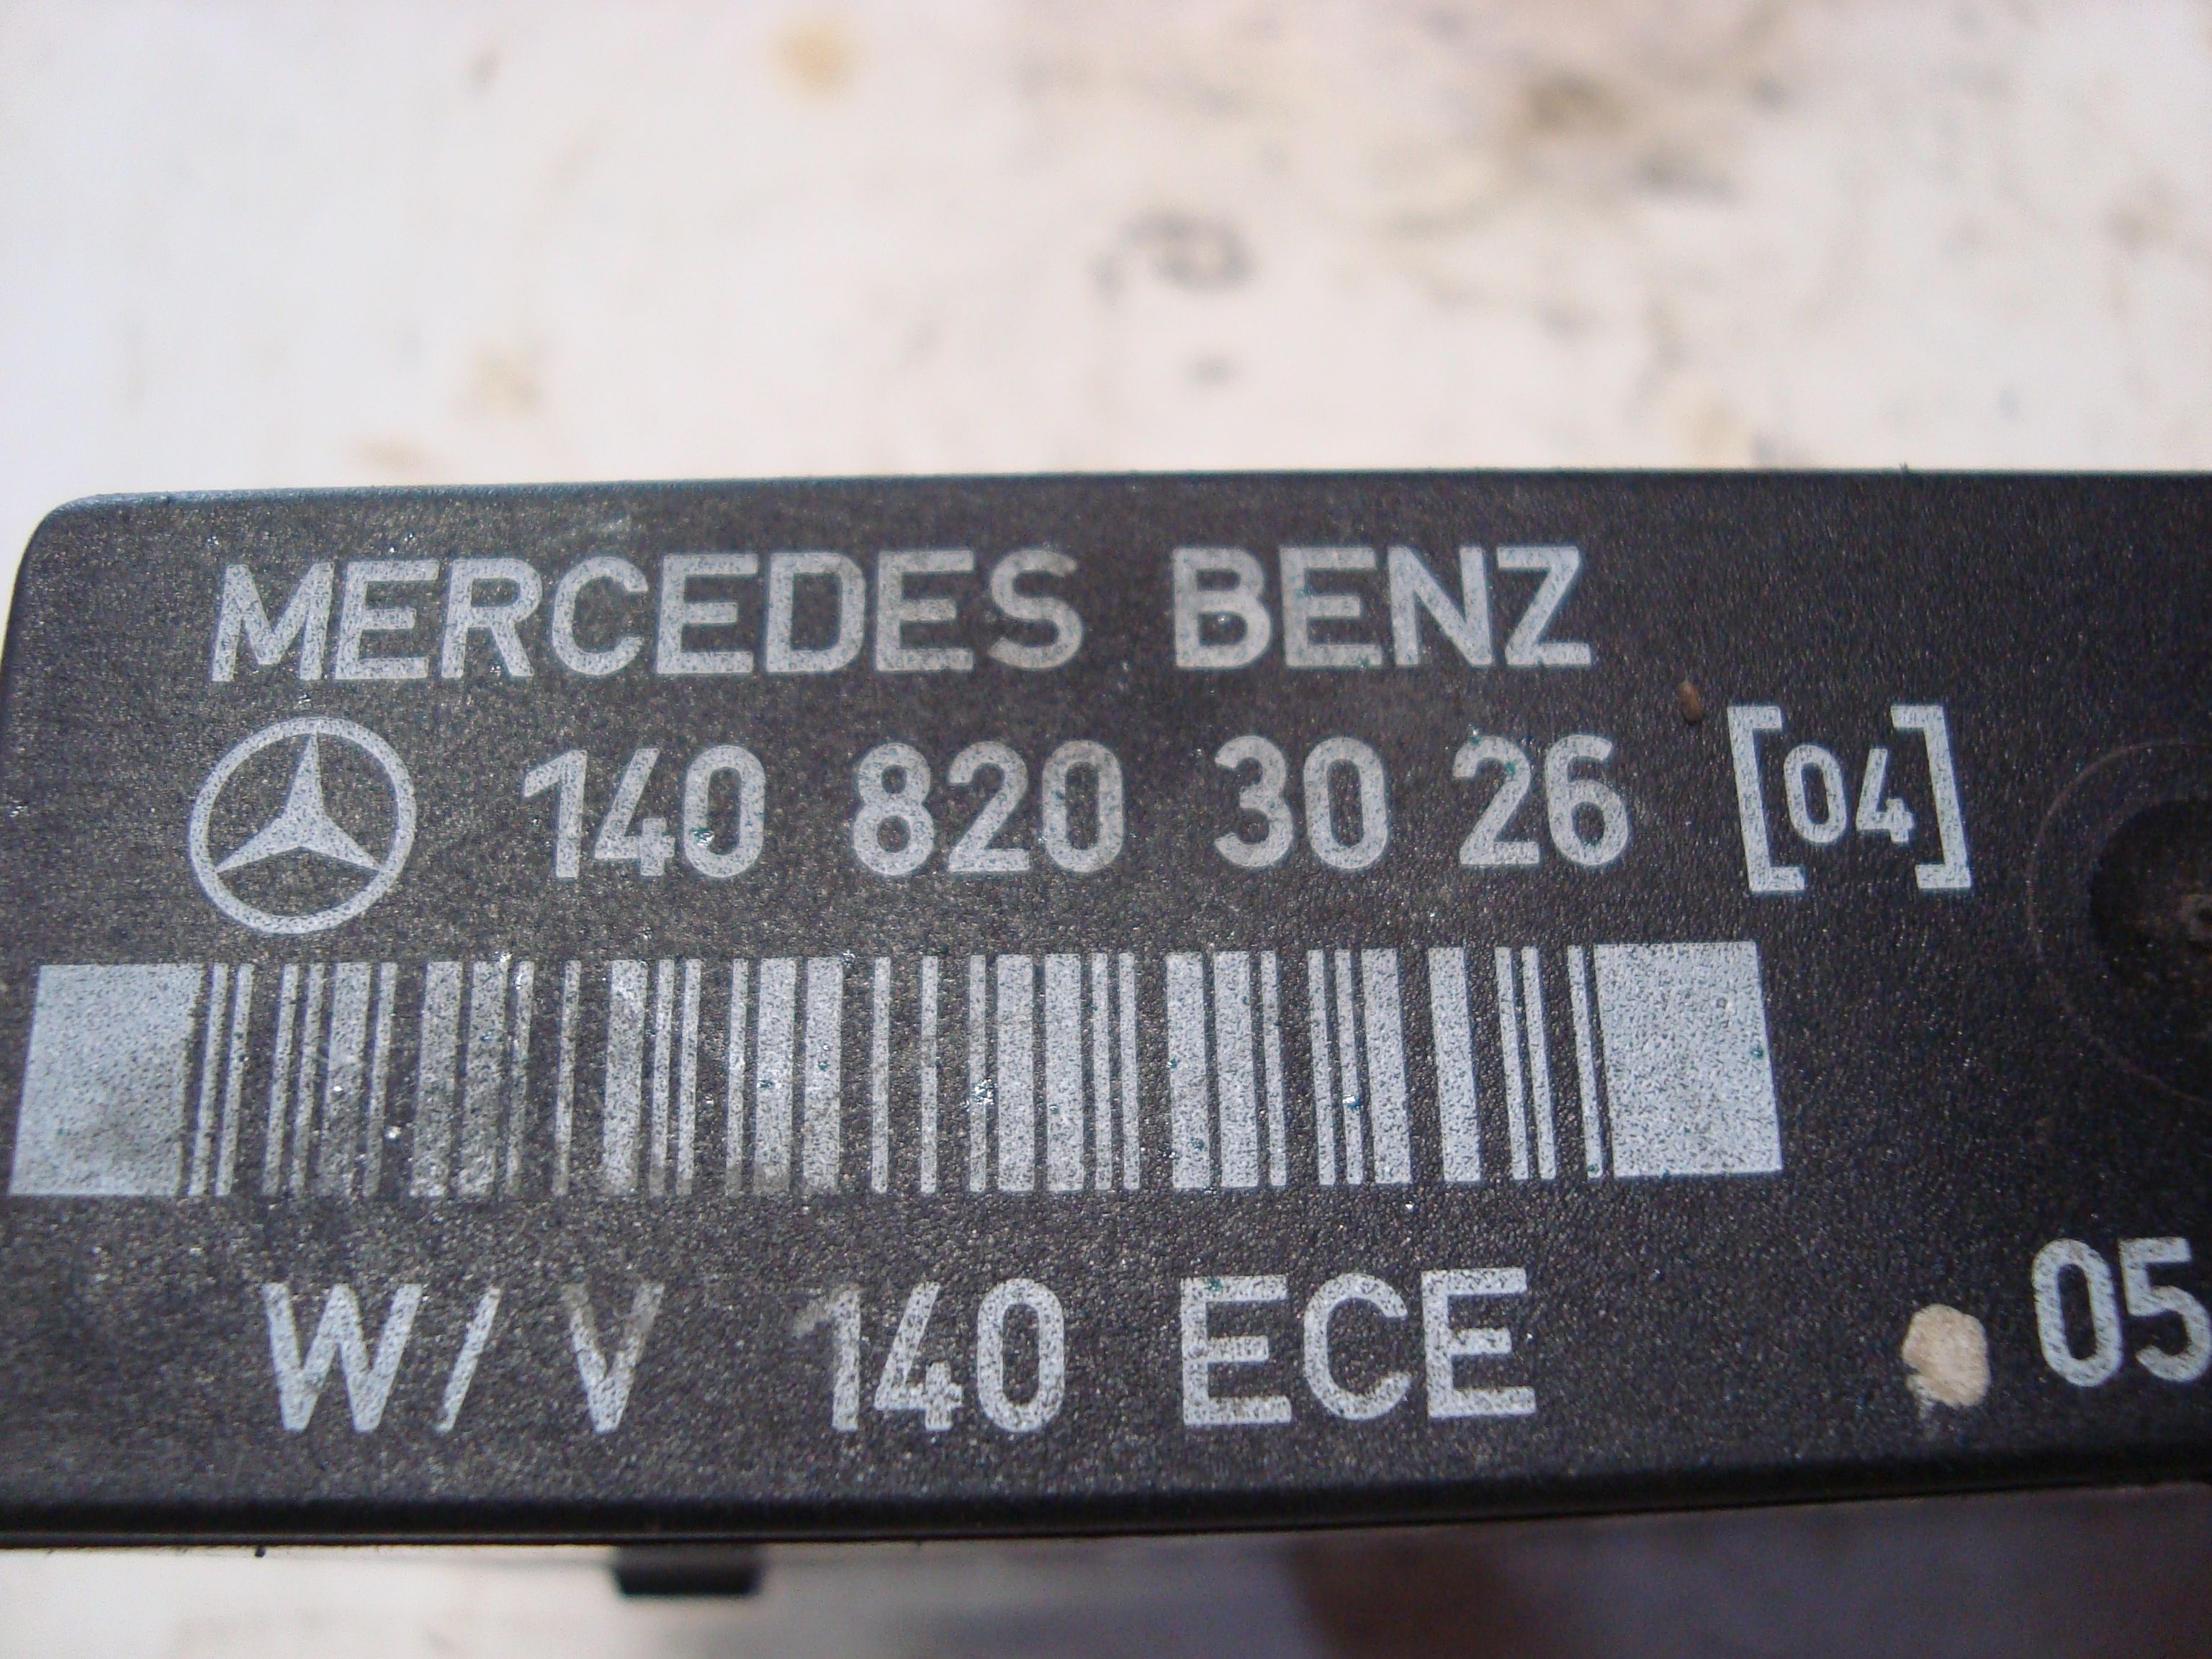 MERCEDES BENZ
140 820 30 26 [04]
W/V 140 ECE
05